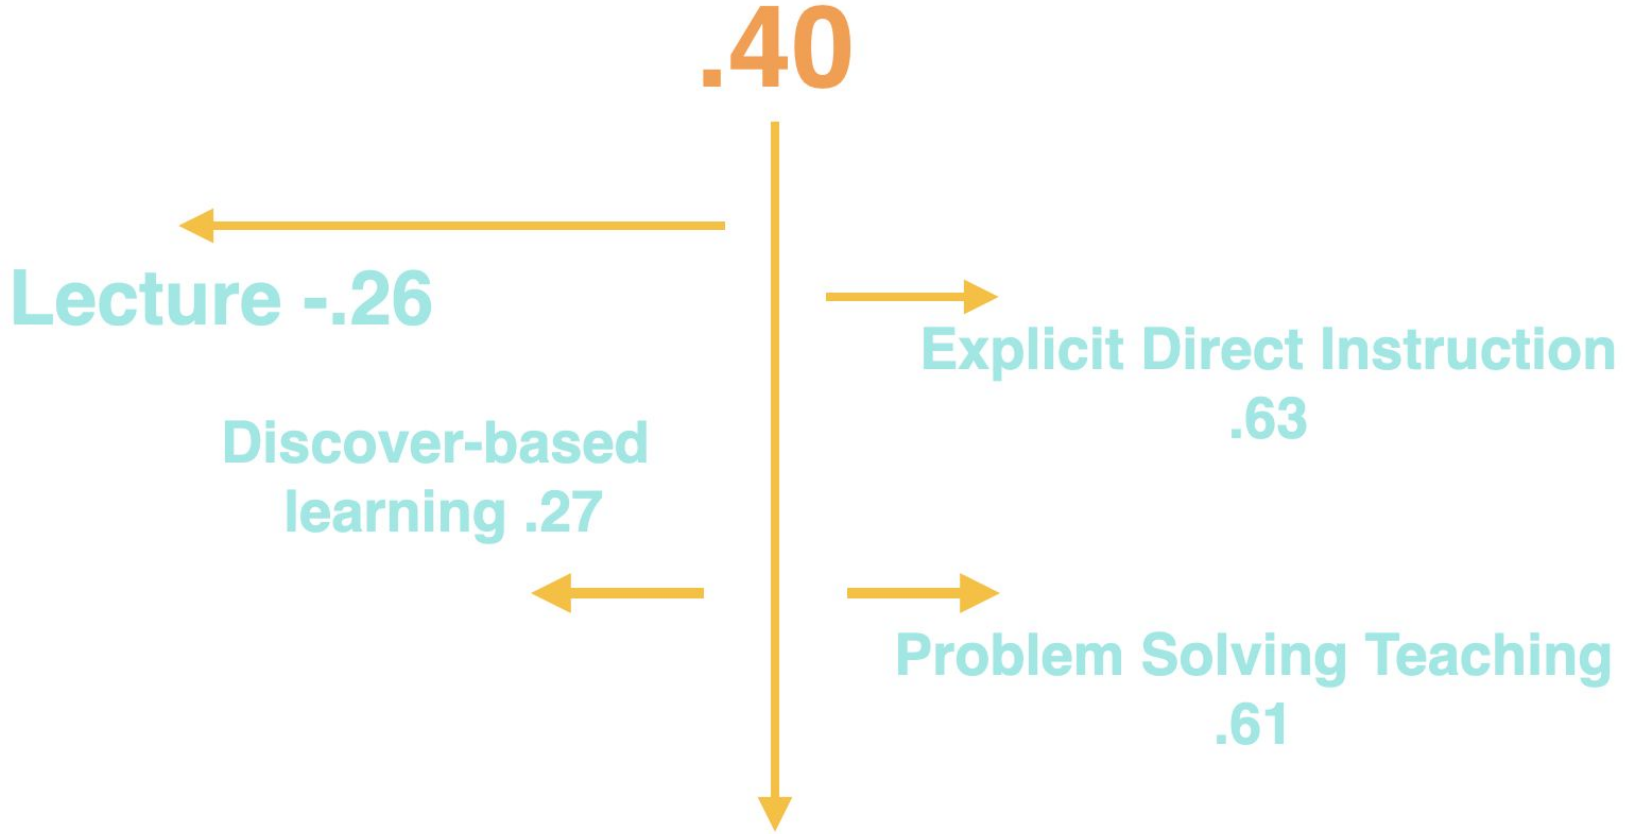 .40
Lecture -.26
Explicit Direct Instruction
.63
Discover-based
learning .27
Problem Solving Teaching
.61